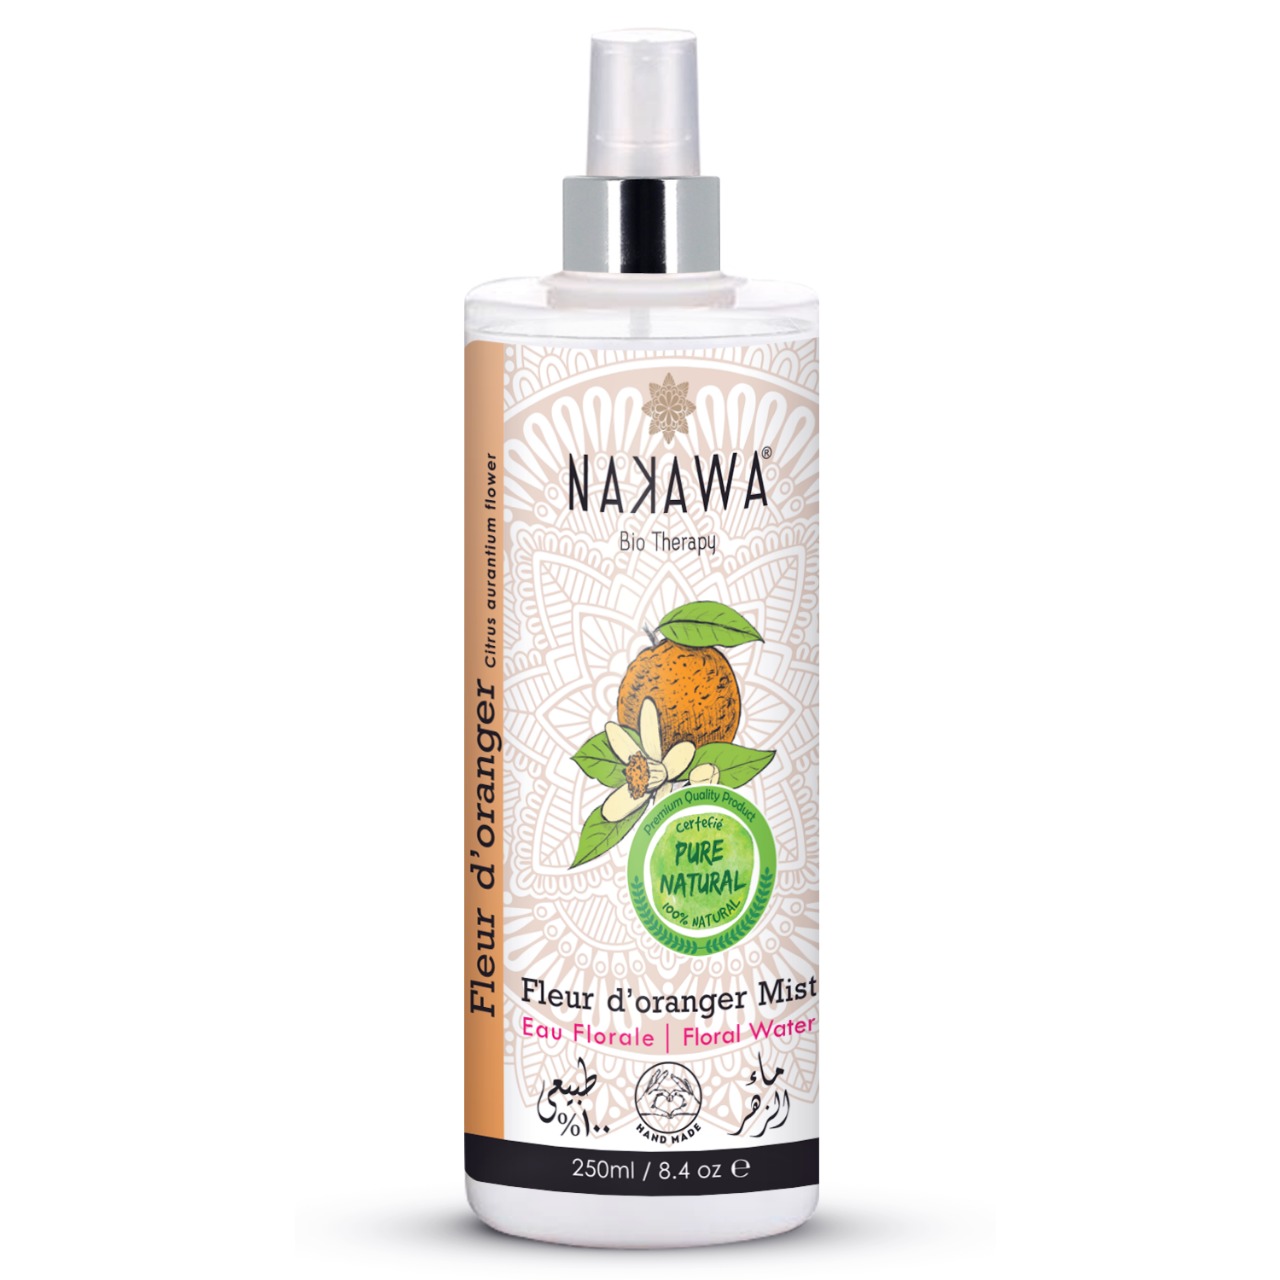 NAKAWA®
Bio Therapy
Fleur d'oranger Citrus aurantium flower
Premium Quality Product
certefié
PURE
NATURAL
100% NATURAL
Fleur d'oranger Mist
Eau Florale | Floral Water
طبيعي
١٠٠%
HAND MADE
ماء
الزهر
250ml / 8.4 oz ℮